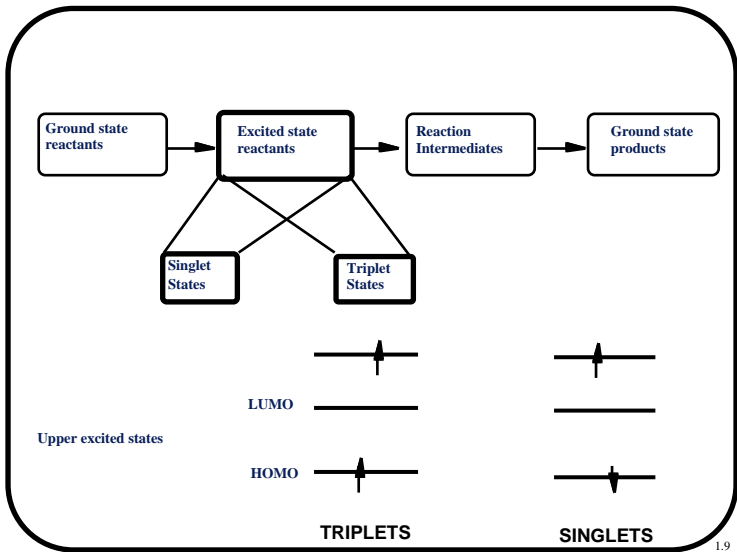 Ground state
reactants
Excited state
reactants
Reaction
Intermediates
Ground state
products
Singlet
States
Triplet
States
LUMO
Upper excited states
HOMO
TRIPLETS
SINGLETS
1.9